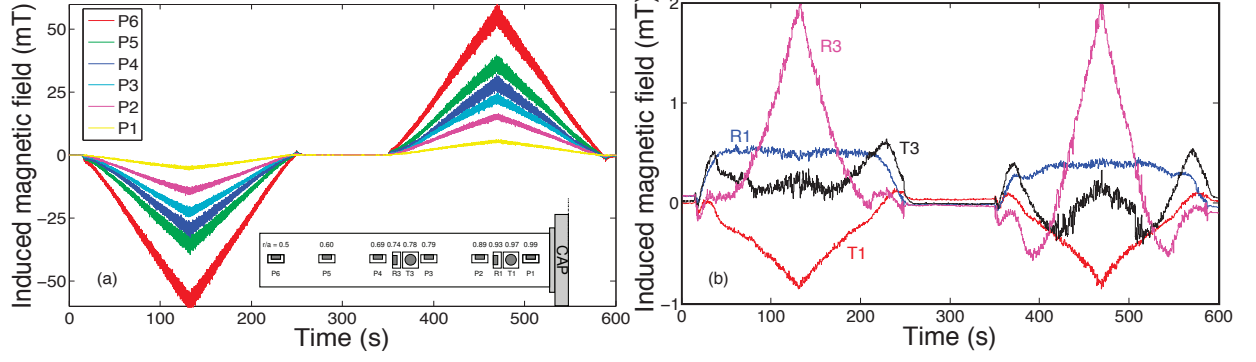 Induced magnetic field (mT)
P6
P5
P4
P3
P2
P1
50
25
0
−25
−50
(a)
r/a = 0.5 0.60 0.69 0.74 0.78 0.79 0.89 0.93 0.97 0.99
P6 P5 P4 R3 T3 P3 P2 R1 T1 P1
CAP
0 100 200 300 400 500 600
Time (s)
Induced magnetic field (mT)
2
1
0
−1
R3
R1
T3
T1
(b)
0 100 200 300 400 500 600
Time (s)